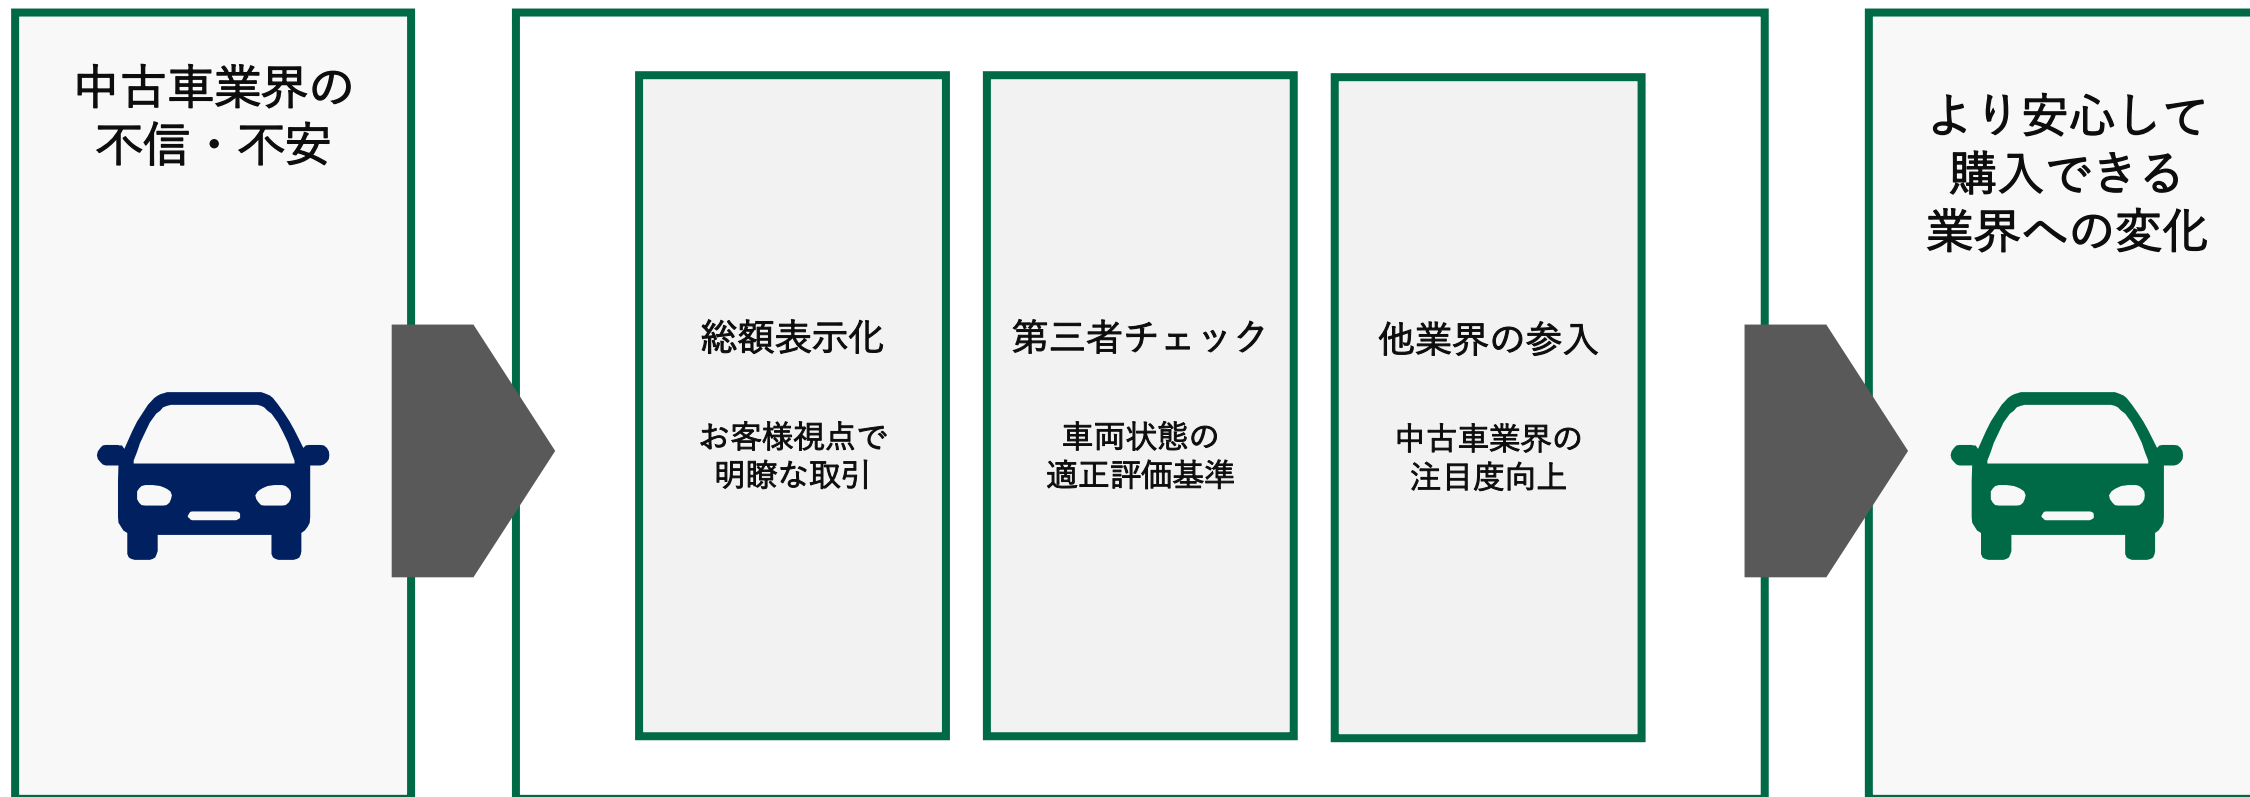 中古車業界の
不信・不安
総額表示化
お客様視点で
明瞭な取引
第三者チェック
車両状態の
適正評価基準
他業界の参入
中古車業界の
注目度向上
より安心して
購入できる
業界への変化